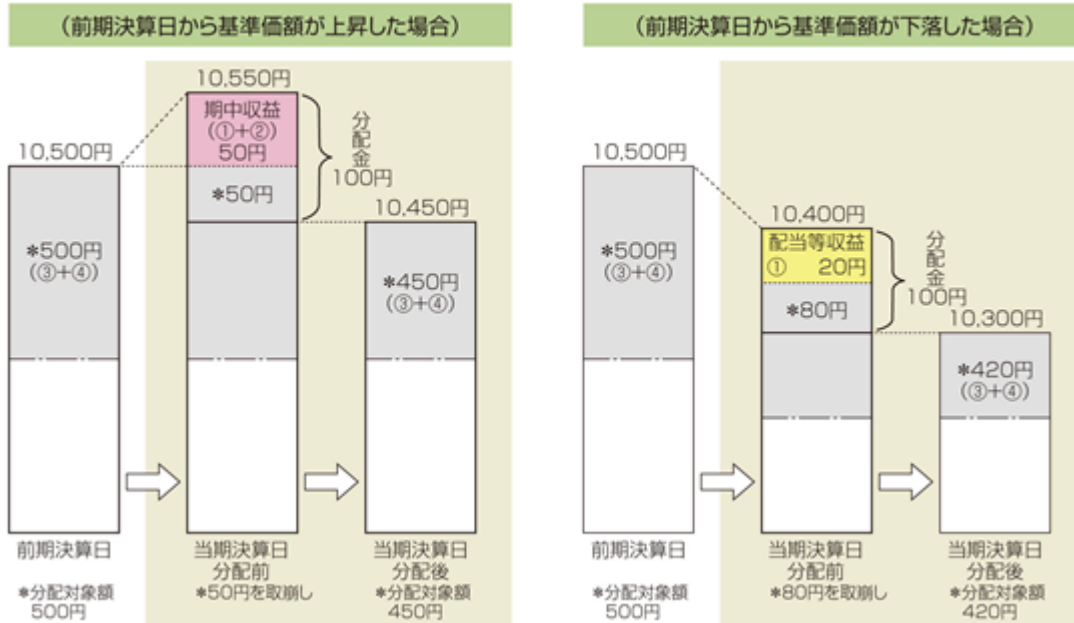 (前期決算日から基準価額が上昇した場合)
10,500円
*500円
(③+④)
前期決算日
*分配対象額
500円
10,550円
期中収益
(①+②)
50円
*50円
分配金
100円
当期決算日
分配前
*50円を取崩し
10,450円
*450円
(③+④)
当期決算日
分配後
*分配対象額
450円
(前期決算日から基準価額が下落した場合)
10,500円
*500円
(③+④)
前期決算日
*分配対象額
500円
10,400円
配当等収益
① 20円
*80円
分配金
100円
当期決算日
分配前
*80円を取崩し
10,300円
*420円
(③+④)
当期決算日
分配後
*分配対象額
420円